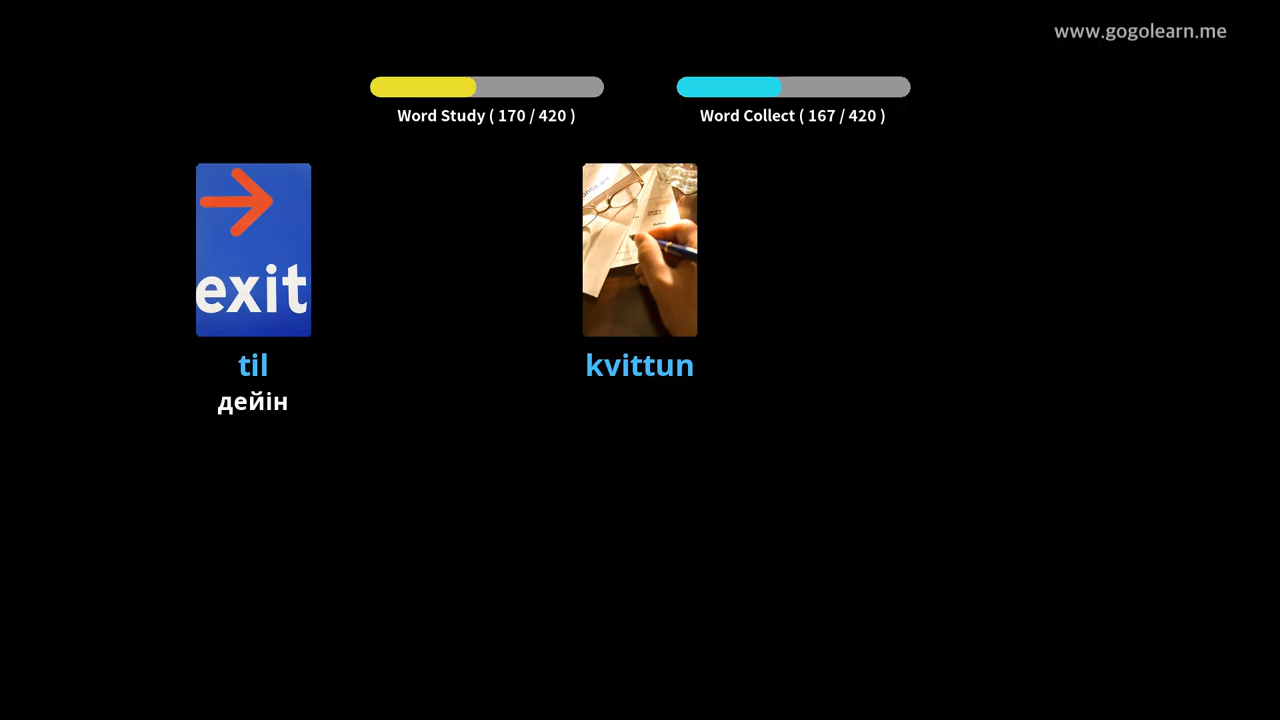 www.gogolearn.me
Word Study ( 170 / 420 )
Word Collect ( 167 / 420 )
exit
til
kvittun
дейін